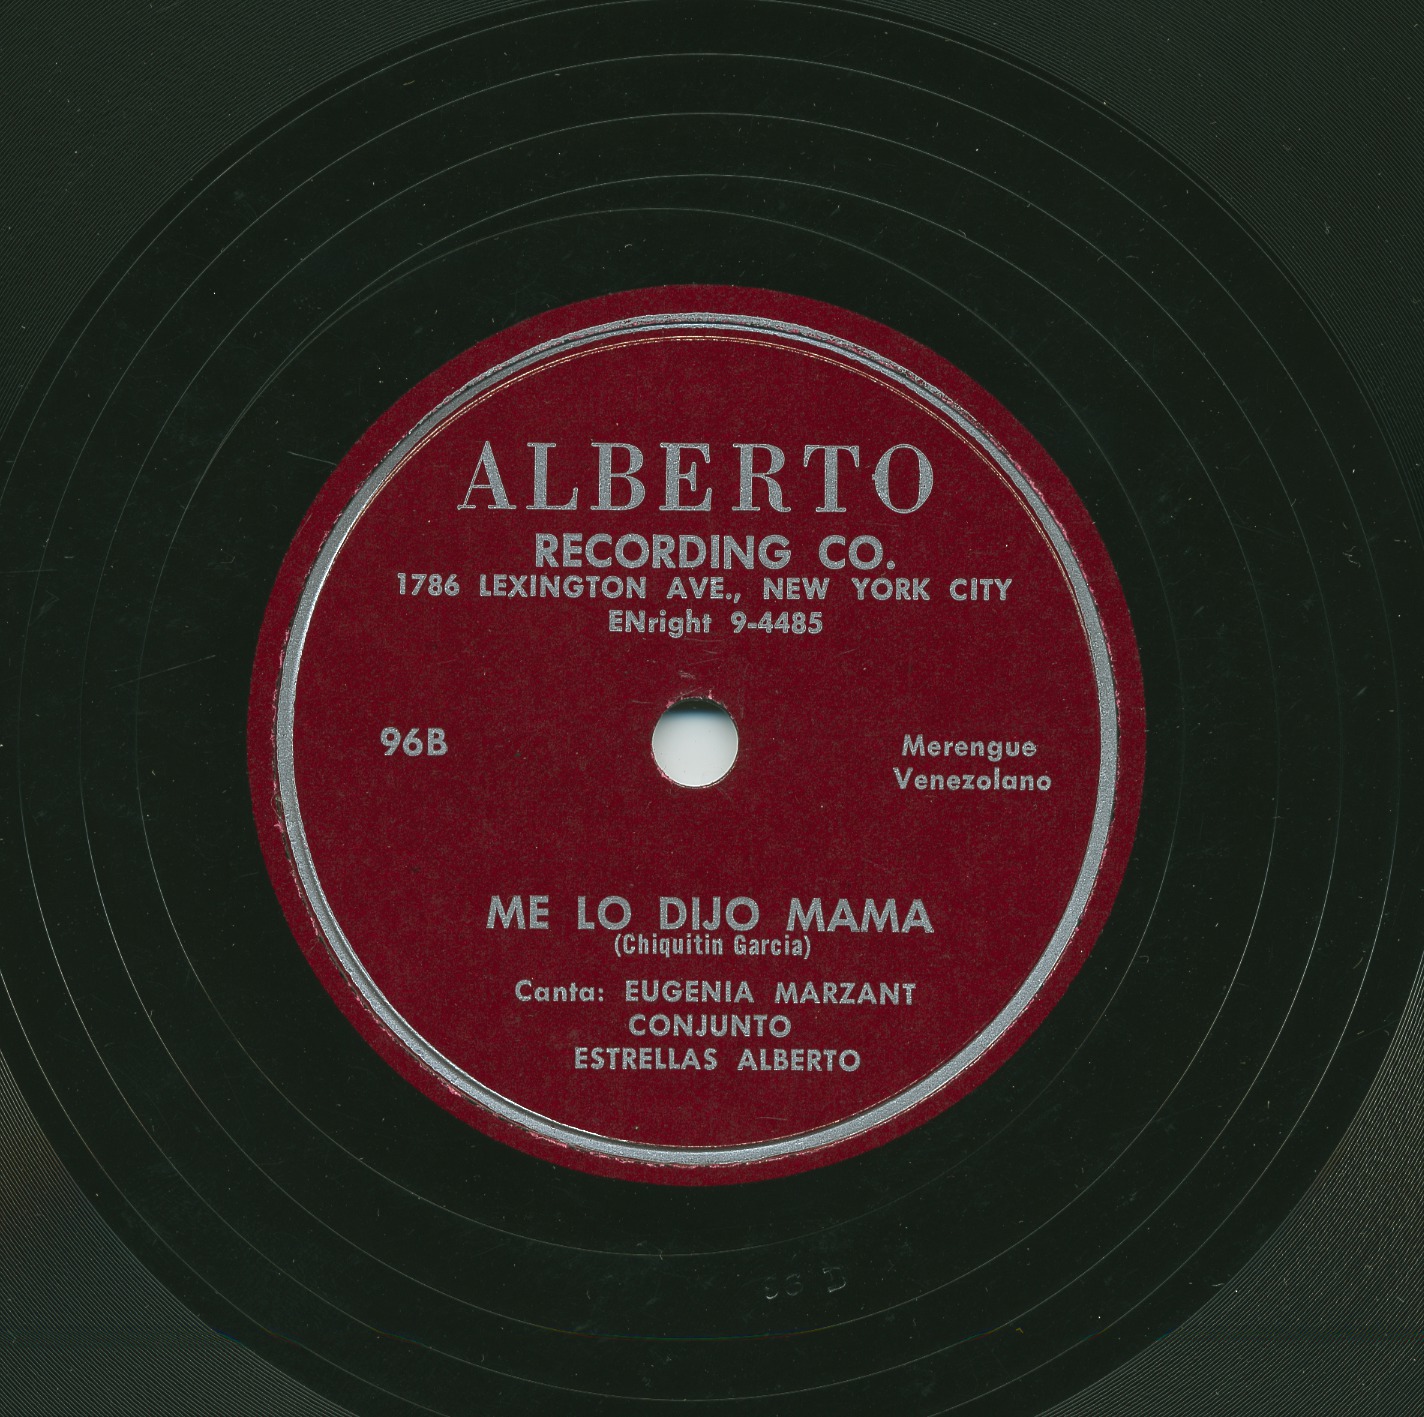 ALBERTO
RECORDING CO.
1786 LEXINGTON AVE., NEW YORK CITY
ENright 9-4485
96B
Merengue
Venezolano
ME LO DIJO MAMA
(Chiquitin Garcia)
Canta: EUGENIA MARZANT
CONJUNTO
ESTRELLAS ALBERTO